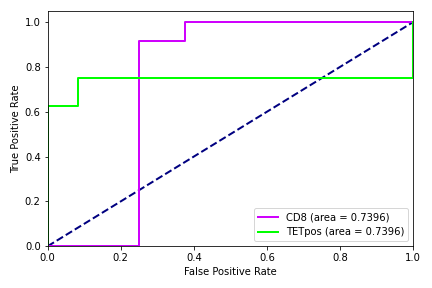 1.0
0.8
0.6
0.4
0.2
0.0
True Positive Rate
CD8 (area = 0.7396)
TETpos (area = 0.7396)
0.0 0.2 0.4 0.6 0.8 1.0
False Positive Rate